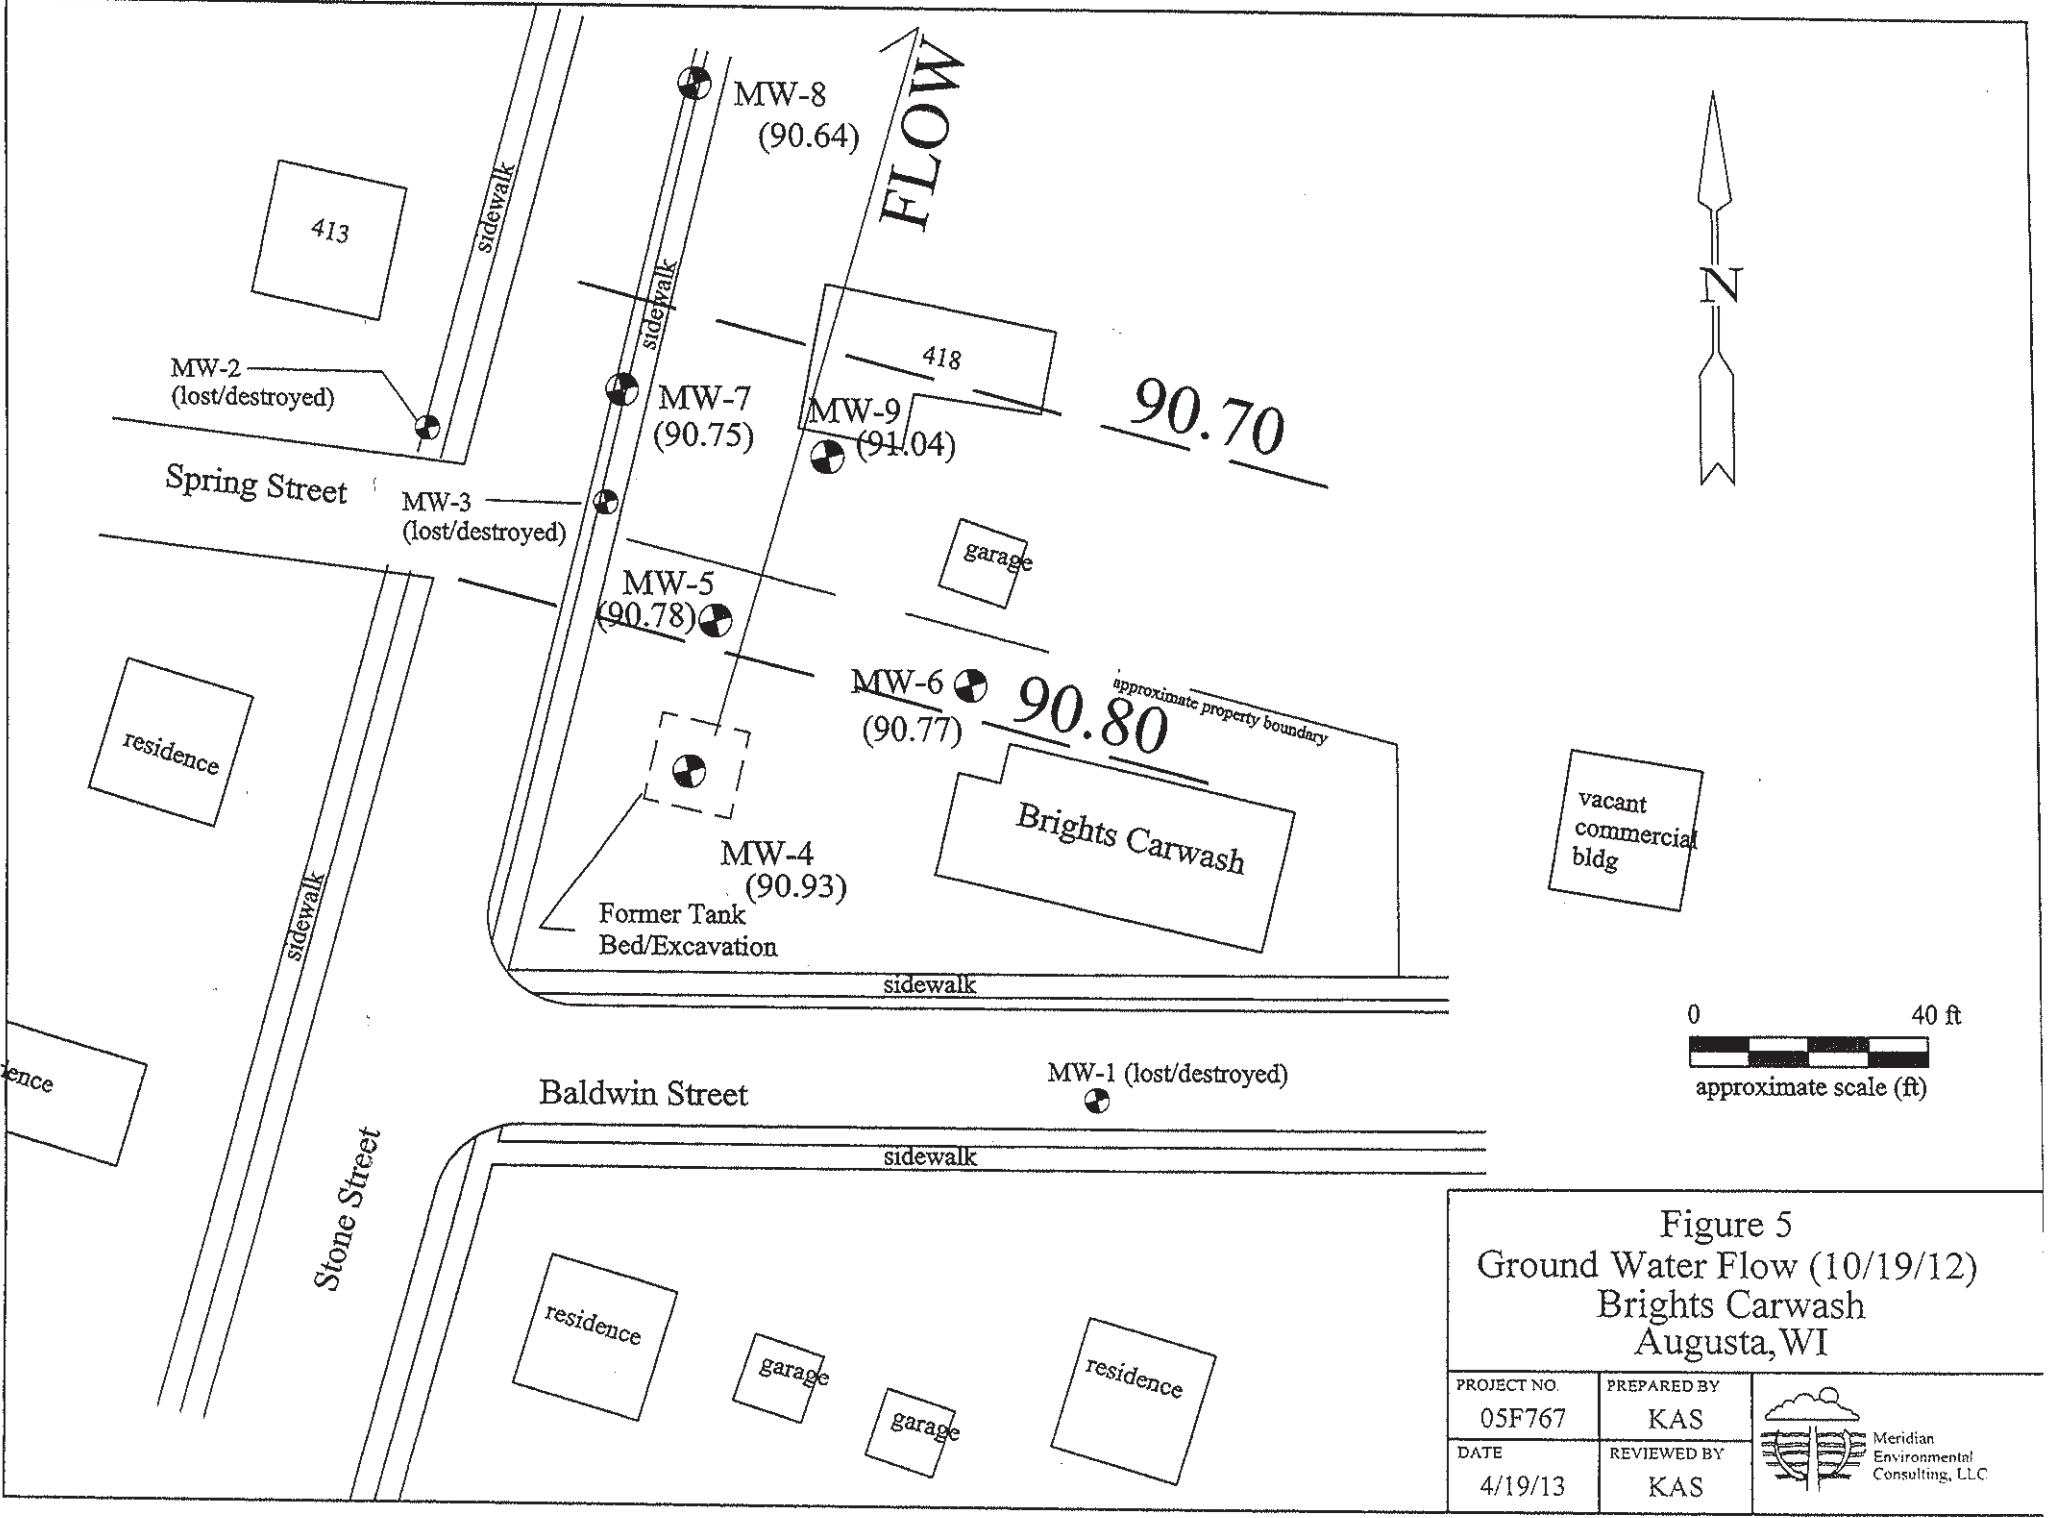 MW-8
(90.64)
FLOW
413
sidewalk
sidewalk
418
MW-2
(lost/destroyed)
MW-7
(90.75)
MW-9
(91.04)
90.70
N
Spring Street
MW-3
(lost/destroyed)
garage
MW-5
(90.78)
MW-6
(90.77)
90.80
approximate property boundary
residence
MW-4
(90.93)
Brights Carwash
vacant
commercial
bldg
Former Tank
Bed/Excavation
sidewalk
sidewalk
0 40 ft
approximate scale (ft)
dence
Baldwin Street
MW-1 (lost/destroyed)
sidewalk
Stone Street
residence
garage
garage
residence
Figure 5
Ground Water Flow (10/19/12)
Brights Carwash
Augusta, WI
PROJECT NO.
05F767
PREPARED BY
KAS
DATE
4/19/13
REVIEWED BY
KAS
Meridian
Environmental
Consulting, LLC